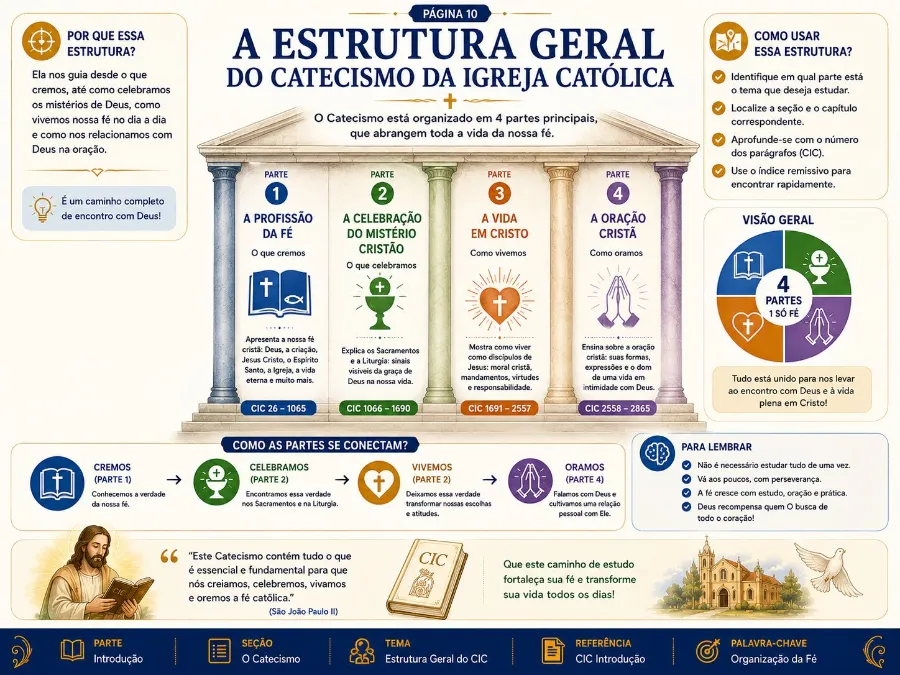 PÁGINA 10
A ESTRUTURA GERAL
DO CATECISMO DA IGREJA CATÓLICA
O Catecismo está organizado em 4 partes principais,
que abrangem toda a vida da nossa fé.
POR QUE ESSA
ESTRUTURA?
Ela nos guia desde o que
cremos, até como celebramos
os mistérios de Deus, como
vivemos nossa fé no dia a dia
e como nos relacionamos com
Deus na oração.
É um caminho completo
de encontro com Deus!
PARTE
1
A PROFISSÃO
DA FÉ
O que cremos
Apresenta a nossa fé
cristã: Deus, a criação,
Jesus Cristo, o Espírito
Santo, a Igreja, a vida
eterna e muito mais.
CIC 26 – 1065
PARTE
2
A CELEBRAÇÃO
DO MISTÉRIO
CRISTÃO
O que celebramos
Explica os Sacramentos
e a Liturgia: sinais
visíveis da graça de
Deus na nossa vida.
CIC 1066 – 1690
PARTE
3
A VIDA
EM CRISTO
Como vivemos
Mostra como viver
como discípulos de
Jesus: moral cristã,
mandamentos, virtudes
e responsabilidade.
CIC 1691 – 2557
PARTE
4
A ORAÇÃO
CRISTÃ
Como oramos
Ensina sobre a oração
cristã: suas formas,
expressões e o dom
de uma vida em
intimidade com Deus.
CIC 2558 – 2865
COMO USAR
ESSA ESTRUTURA?
Identifique em qual parte está
o tema que deseja estudar.
Localize a seção e o capítulo
correspondente.
Aprofunde-se com o número
dos parágrafos (CIC).
Use o índice remissivo para
encontrar rapidamente.
VISÃO GERAL
4
PARTES
1 SÓ FÉ
Tudo está unido para nos levar
ao encontro com Deus e à vida
plena em Cristo!
COMO AS PARTES SE CONECTAM?
CREMOS
(PARTE 1)
Conhecemos a verdade
da nossa fé.
CELEBRAMOS
(PARTE 2)
Encontramos essa verdade
nos Sacramentos e na Liturgia.
VIVEMOS
(PARTE 2)
Deixamos essa verdade
transformar nossas escolhas
e atitudes.
ORAMOS
(PARTE 4)
Falamos com Deus e
cultivamos uma relação
pessoal com Ele.
PARA LEMBRAR
Não é necessário estudar tudo de uma vez.
Vá aos poucos, com perseverança.
A fé cresce com estudo, oração e prática.
Deus recompensa quem O busca de
todo o coração!
“Este Catecismo contém tudo o que
é essencial e fundamental para que
nós creiamos, celebremos, vivamos
e oremos a fé católica.”
(São João Paulo II)
CIC
Que este caminho de estudo
fortaleça sua fé e transforme
sua vida todos os dias!
PARTE
Introdução
SEÇÃO
O Catecismo
TEMA
Estrutura Geral do CIC
REFERÊNCIA
CIC Introdução
PALAVRA-CHAVE
Organização da Fé